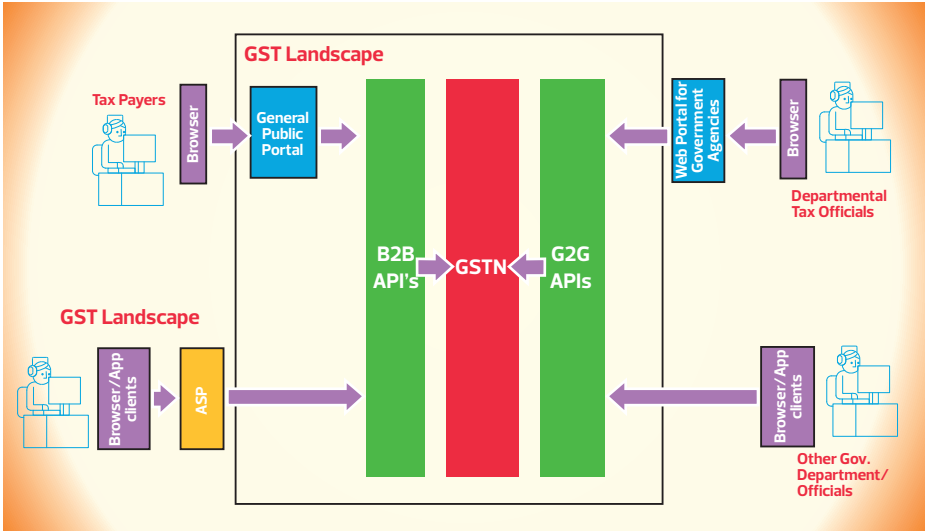 GST Landscape
Tax Payers
Browser
General
Public
Portal
B2B
API's
GSTN
G2G
APIs
Web Portal for
Government
Agencies
Browser
Departmental
Tax Officials
GST Landscape
Browser/App
clients
ASP
Browser/App
clients
Other Gov.
Department/
Officials